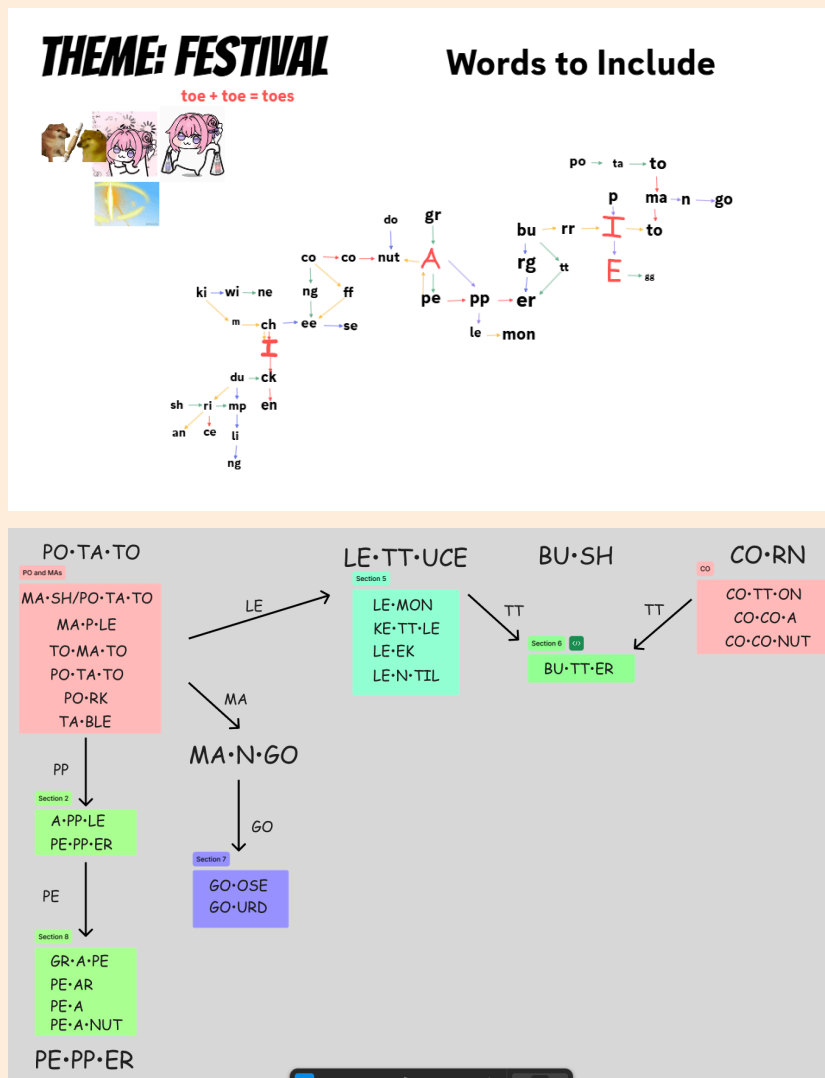 THEME: FESTIVAL
Words to Include
toe + toe = toes
po ta to
p ma n go
do gr bu rr I to
co co nut A rg tt E gg
ki wi ne ng ff pe pp er
m ch ee se le mon
I
du ck
sh ri mp en
an ce li
ng
PO•TA•TO
PO and MAs
MA•SH/PO•TA•TO
MA•P•LE
TO•MA•TO
PO•TA•TO
PO•RK
TA•BLE
PP
Section 2
A•PP•LE
PE•PP•ER
PE
Section 8
GR•A•PE
PE•AR
PE•A
PE•A•NUT
PE•PP•ER
LE
MA
MA•N•GO
GO
Section 7
GO•OSE
GO•URD
LE•TT•UCE
Section 5
LE•MON
KE•TT•LE
LE•EK
LE•N•TIL
TT
BU•SH
Section 6 </>
BU•TT•ER
TT
CO•RN
CO
CO•TT•ON
CO•CO•A
CO•CO•NUT